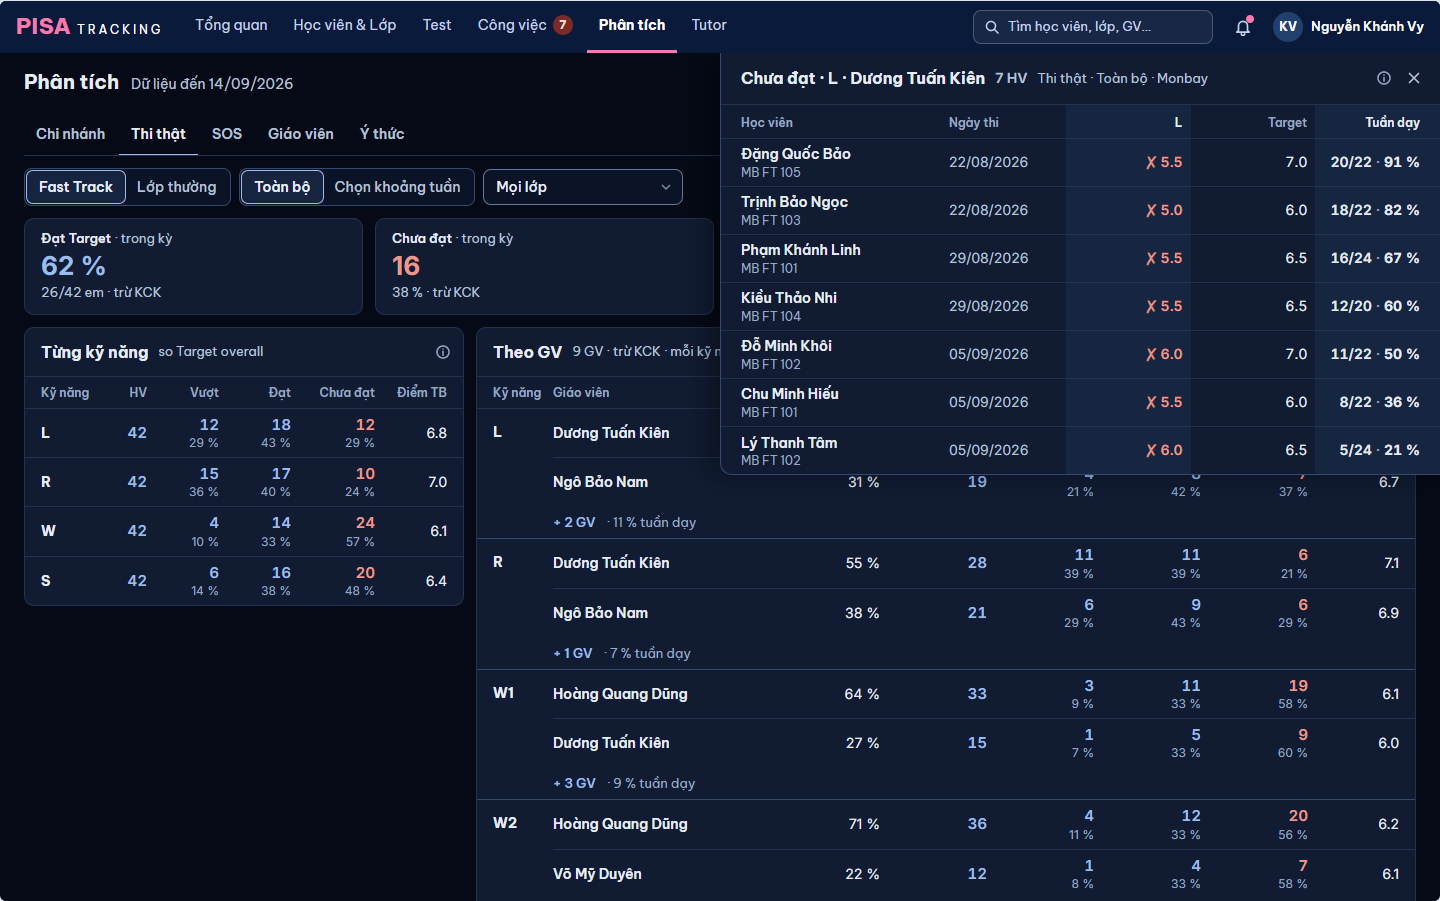 PISA TRACKING
Tổng quan Học viên & Lớp Test Công việc 7 Phân tích Tutor
Tìm học viên, lớp, GV...
KV Nguyễn Khánh Vy
Phân tích Dữ liệu đến 14/09/2026
Chi nhánh Thi thật SOS Giáo viên Ý thức
Fast Track Lớp thường Toàn bộ Chọn khoảng tuần Mọi lớp
Đạt Target · trong kỳ
62 %
26/42 em · trừ KCK
Chưa đạt · trong kỳ
16
38 % · trừ KCK
Từng kỹ năng so Target overall
Kỹ năng HV Vượt Đạt Chưa đạt Điểm TB
L 42 12 18 12 6.8
29 % 43 % 29 %
R 42 15 17 10 7.0
36 % 40 % 24 %
W 42 4 14 24 6.1
10 % 33 % 57 %
S 42 6 16 20 6.4
14 % 38 % 48 %
Chưa đạt · L · Dương Tuấn Kiên 7 HV Thi thật · Toàn bộ · Monbay
Học viên Ngày thi L Target Tuần dạy
Đặng Quốc Bảo 22/08/2026 ✗ 5.5 7.0 20/22 · 91 %
MB FT 105
Trịnh Bảo Ngọc 22/08/2026 ✗ 5.0 6.0 18/22 · 82 %
MB FT 103
Phạm Khánh Linh 29/08/2026 ✗ 5.5 6.5 16/24 · 67 %
MB FT 101
Kiều Thảo Nhi 29/08/2026 ✗ 5.5 6.5 12/20 · 60 %
MB FT 104
Đỗ Minh Khôi 05/09/2026 ✗ 6.0 7.0 11/22 · 50 %
MB FT 102
Chu Minh Hiếu 05/09/2026 ✗ 5.5 6.0 8/22 · 36 %
MB FT 101
Lý Thanh Tâm 05/09/2026 ✗ 6.0 6.5 5/24 · 21 %
MB FT 102
Theo GV 9 GV · trừ KCK · mỗi kỹ
Kỹ năng Giáo viên
L Dương Tuấn Kiên
Ngô Bảo Nam 31 % 19 6.7
21 % 42 % 37 %
+ 2 GV · 11 % tuần dạy
R Dương Tuấn Kiên 55 % 28 11 11 6 7.1
39 % 39 % 21 %
Ngô Bảo Nam 38 % 21 6 9 6 6.9
29 % 43 % 29 %
+ 1 GV · 7 % tuần dạy
W1 Hoàng Quang Dũng 64 % 33 3 11 19 6.1
9 % 33 % 58 %
Dương Tuấn Kiên 27 % 15 1 5 9 6.0
7 % 33 % 60 %
+ 3 GV · 9 % tuần dạy
W2 Hoàng Quang Dũng 71 % 36 4 12 20 6.2
11 % 33 % 56 %
Võ Mỹ Duyên 22 % 12 1 4 7 6.1
8 % 33 % 58 %